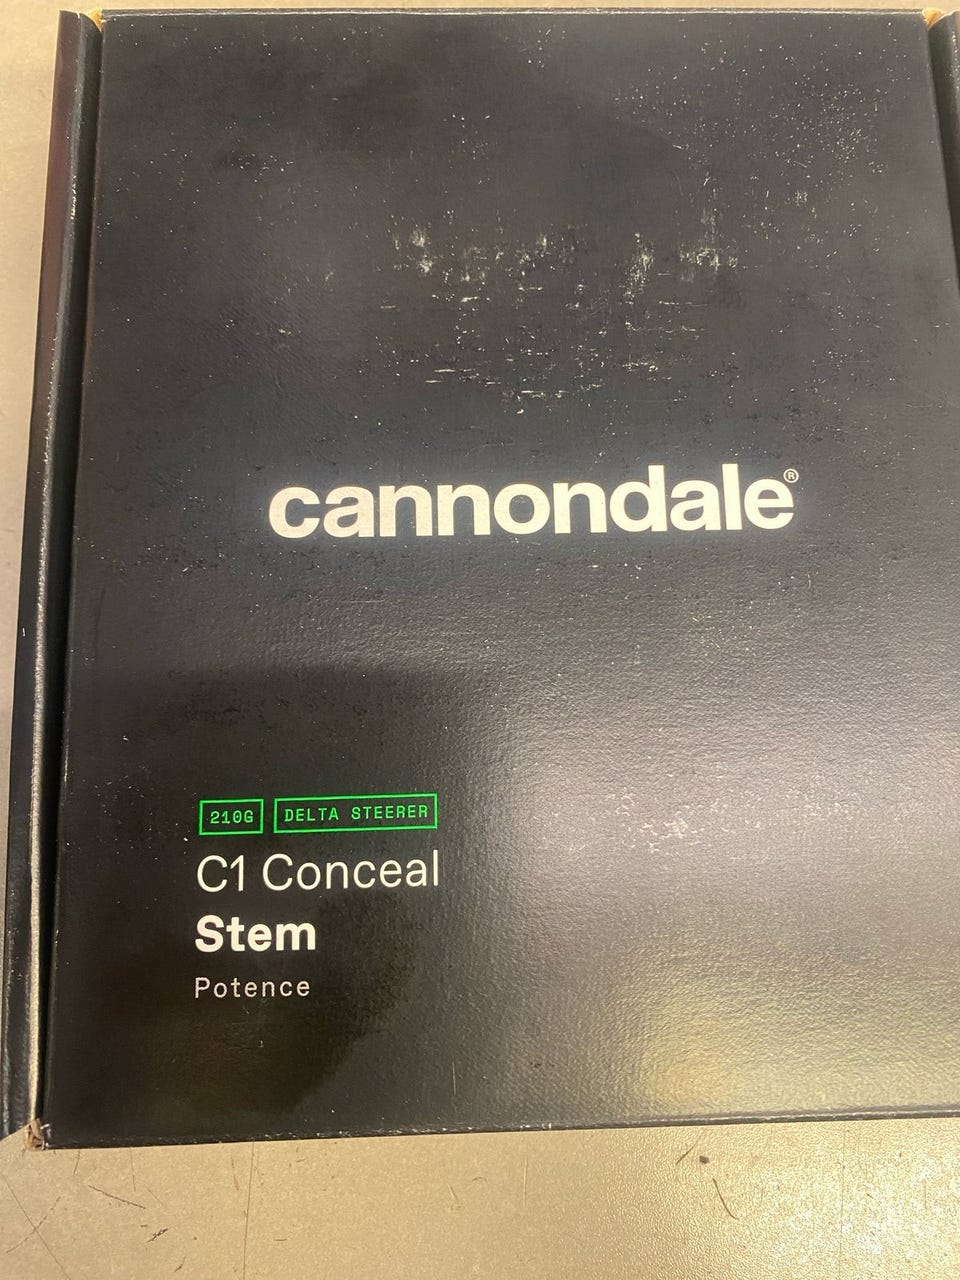 cannondale®
210G DELTA STEERER
C1 Conceal
Stem
Potence